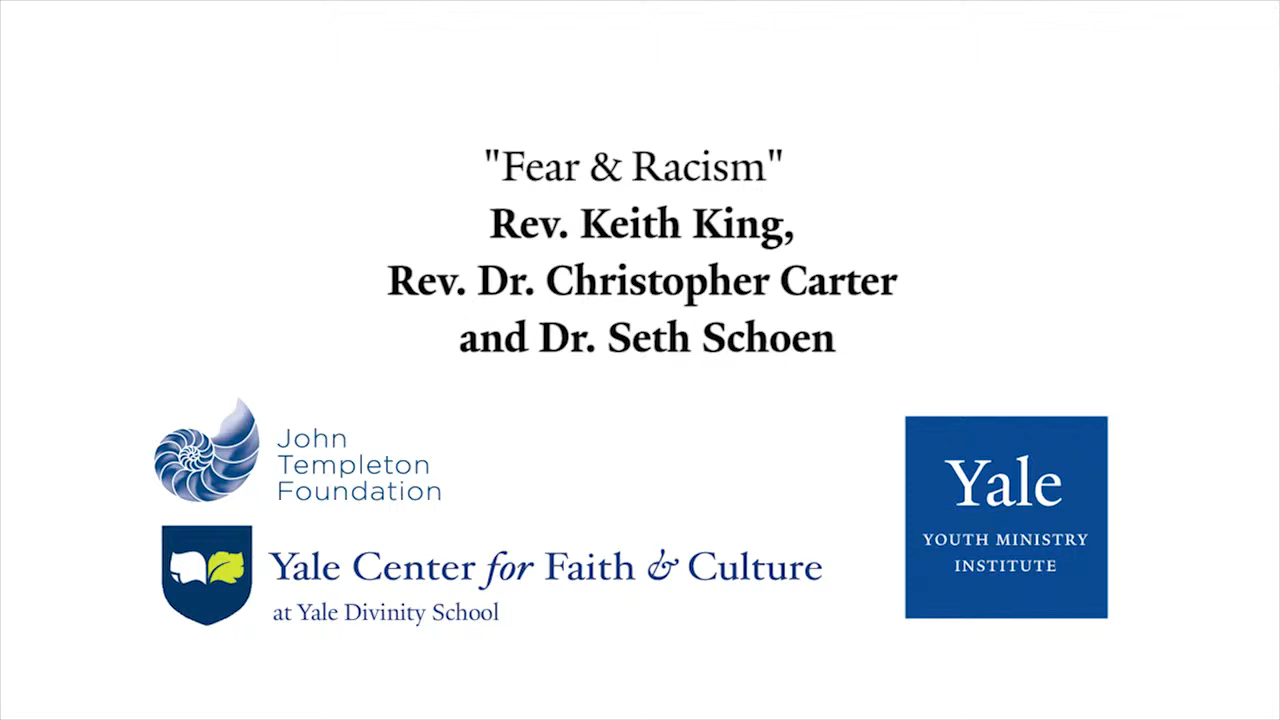 "Fear & Racism"
Rev. Keith King,
Rev. Dr. Christopher Carter
and Dr. Seth Schoen
John
Templeton
Foundation
Yale Center for Faith & Culture
at Yale Divinity School
Yale
YOUTH MINISTRY
INSTITUTE